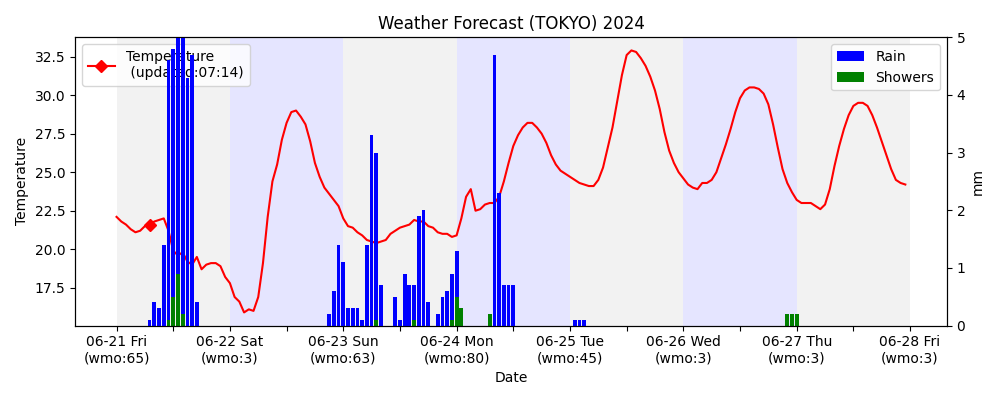 Weather Forecast (TOKYO) 2024
Temperature
(updated:07:14)
Rain
Showers
32.5
30.0
27.5
25.0
22.5
20.0
17.5
Temperature
5
4
3
2
1
0
mm
06-21 Fri
(wmo:65)
06-22 Sat
(wmo:3)
06-23 Sun
(wmo:63)
06-24 Mon
(wmo:80)
06-25 Tue
(wmo:45)
06-26 Wed
(wmo:3)
06-27 Thu
(wmo:3)
06-28 Fri
(wmo:3)
Date